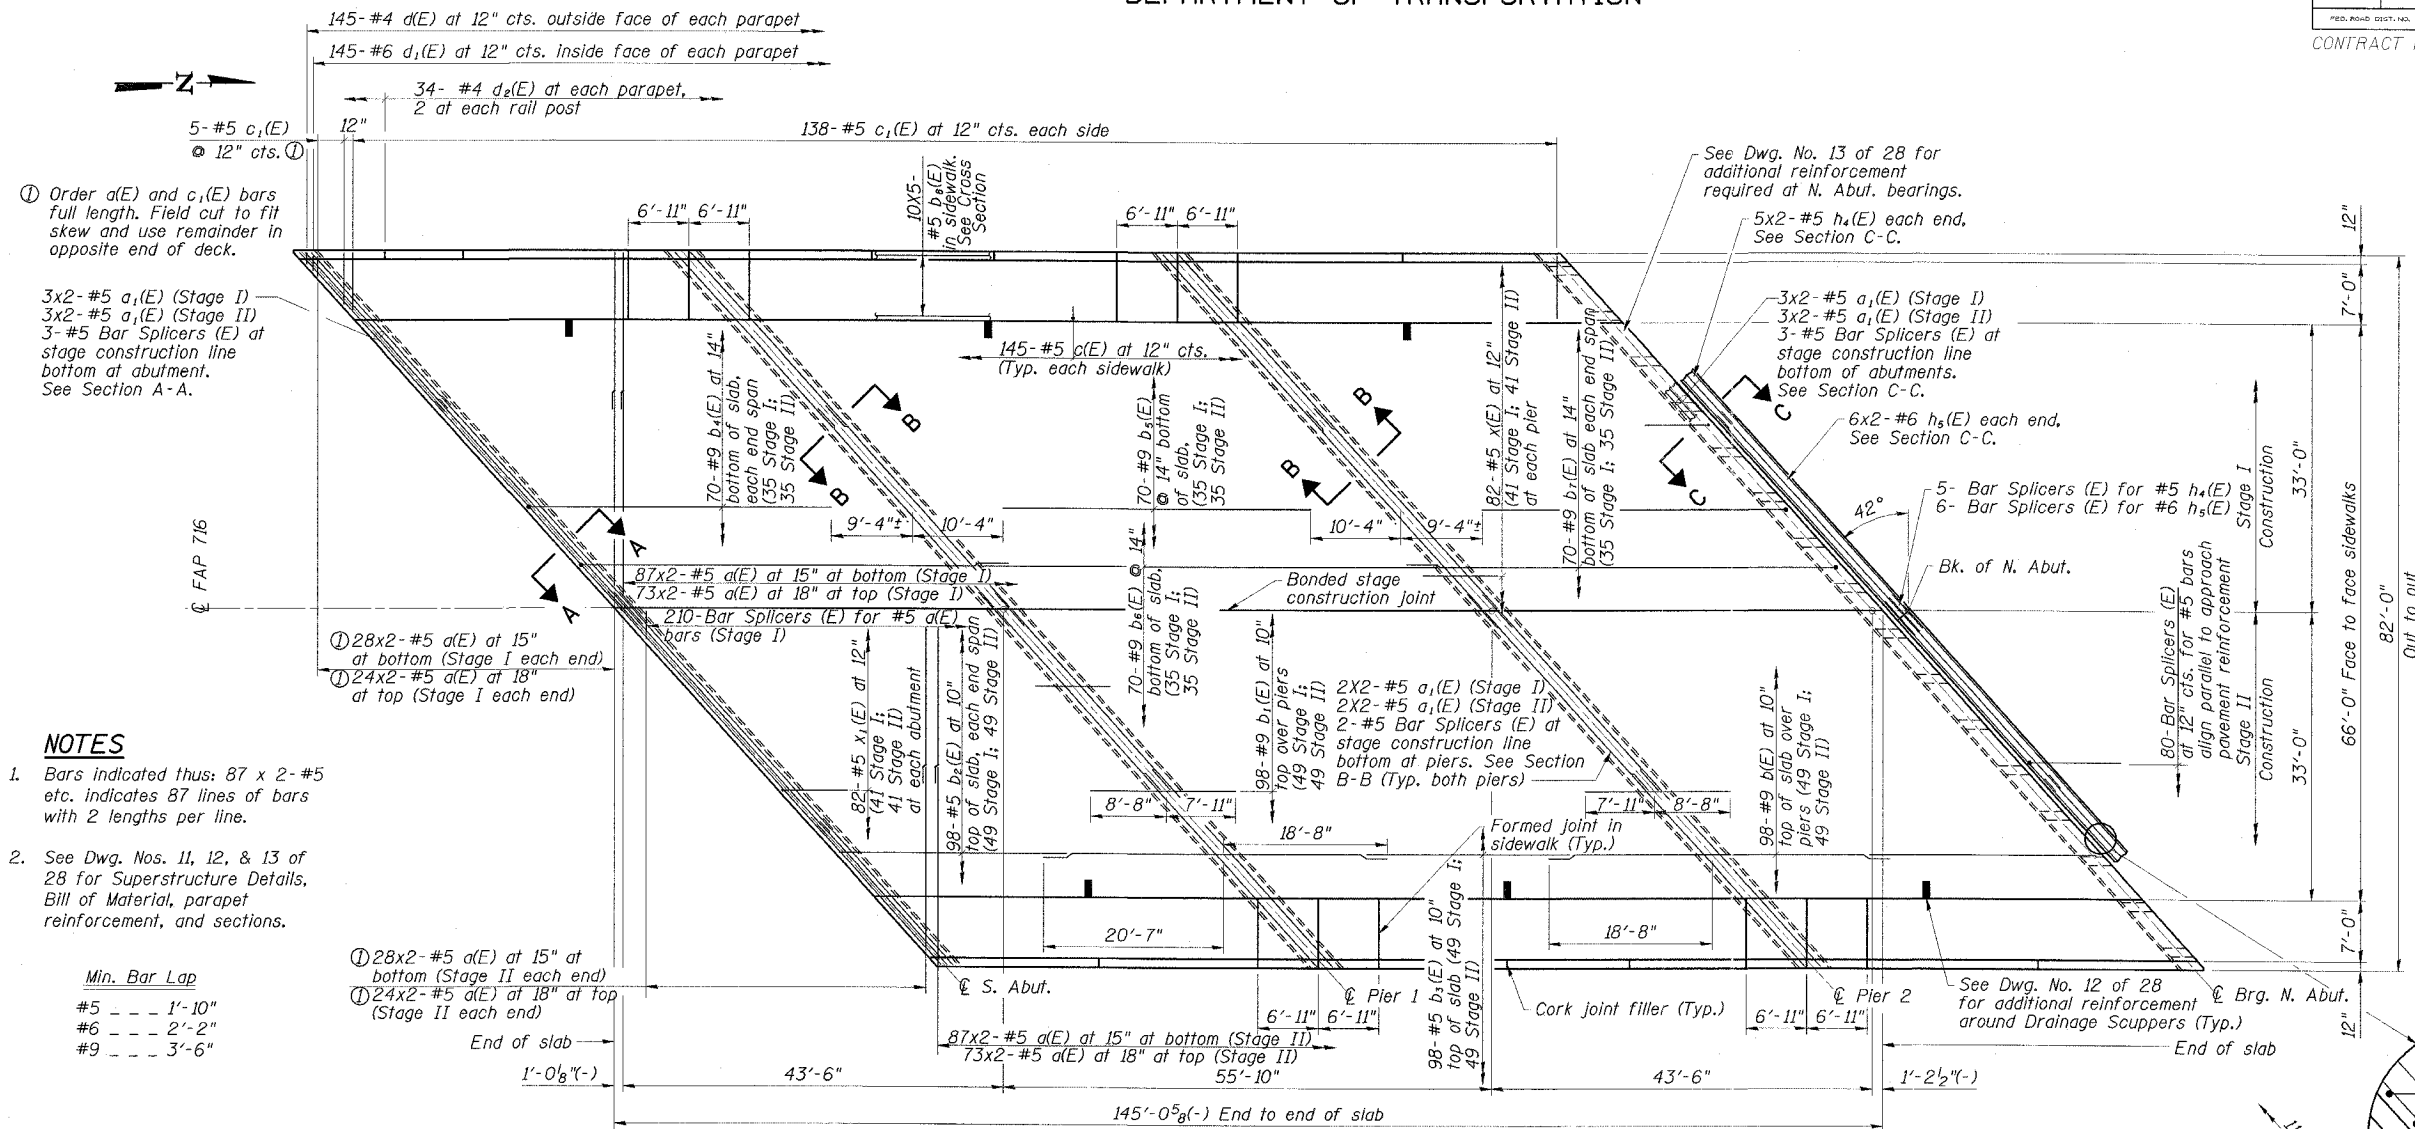 DEPARTMENT OF TRANSPORTATION
FED. ROAD DIST. NO.
CONTRACT
145-#4 d(E) at 12" cts. outside face of each parapet
145-#6 d₁(E) at 12" cts. inside face of each parapet
34- #4 d₂(E) at each parapet,
2 at each rail post
N
5-#5 c₁(E)
@ 12" cts. ①
12"
138-#5 c₁(E) at 12" cts. each side
① Order a(E) and c₁(E) bars
full length. Field cut to fit
skew and use remainder in
opposite end of deck.
3x2-#5 a₁(E) (Stage I)
3x2-#5 a₁(E) (Stage II)
3-#5 Bar Splicers (E) at
stage construction line
bottom at abutment.
See Section A-A.
6'-11" 6'-11"
10X5-
#5 b₈(E)
in sidewalk.
See Cross
Section
6'-11" 6'-11"
See Dwg. No. 13 of 28 for
additional reinforcement
required at N. Abut. bearings.
5x2-#5 h₄(E) each end,
See Section C-C.
3x2-#5 a₁(E) (Stage I)
3x2-#5 a₁(E) (Stage II)
3-#5 Bar Splicers (E) at
stage construction line
bottom of abutments.
See Section C-C.
6x2-#6 h₅(E) each end,
See Section C-C.
5- Bar Splicers (E) for #5 h₄(E)
6- Bar Splicers (E) for #6 h₅(E)
42°
Bk. of N. Abut.
12"
7'-0"
33'-0"
Stage I
Construction
66'-0" Face to face sidewalks
82'-0"
Out to out
80-Bar Splicers (E)
at 12" cts. for #5 bars
align parallel to approach
pavement reinforcement
Stage II
Construction
33'-0"
7'-0"
12"
145-#5 c(E) at 12" cts.
(Typ. each sidewalk)
70-#9 b₄(E) at 14"
bottom of slab,
each end span
(35 Stage I;
35 Stage II)
70-#9 b₅(E)
@ 14" bottom
of slab,
(35 Stage I;
35 Stage II)
82-#5 x(E) at 12"
(41 Stage I; 41 Stage II)
at each pier
70-#9 b₇(E) at 14"
bottom of slab each end span
(35 Stage I; 35 Stage II)
B
B
B
B
C
C
A
A
℄ FAP 716
9'-4"± 10'-4"
10'-4" 9'-4"±
87x2-#5 a(E) at 15" at bottom (Stage I)
73x2-#5 a(E) at 18" at top (Stage I)
210-Bar Splicers (E) for #5 a(E)
bars (Stage I)
Bonded stage
construction joint
70-#9 b₆(E) @ 14"
bottom of slab,
(35 Stage I;
35 Stage II)
① 28x2-#5 a(E) at 15"
at bottom (Stage I each end)
① 24x2-#5 a(E) at 18"
at top (Stage I each end)
82-#5 x₁(E) at 12"
(41 Stage I;
41 Stage II)
at each abutment
98-#5 b₂(E) at 10"
top of slab, each end span
(49 Stage I; 49 Stage II)
98-#9 b₁(E) at 10"
top over piers
(49 Stage I;
49 Stage II)
2X2-#5 a₁(E) (Stage I)
2X2-#5 a₁(E) (Stage II)
2-#5 Bar Splicers (E) at
stage construction line
bottom at piers. See Section
B-B (Typ. both piers)
98-#9 b(E) at 10"
top of slab over
piers (49 Stage I;
49 Stage II)
8'-8" 7'-11"
7'-11" 8'-8"
18'-8"
Formed joint in
sidewalk (Typ.)
20'-7"
18'-8"
98-#5 b₃(E) at 10"
top of slab (49 Stage I;
49 Stage II)
NOTES
1. Bars indicated thus: 87 x 2-#5
etc. indicates 87 lines of bars
with 2 lengths per line.
2. See Dwg. Nos. 11, 12, & 13 of
28 for Superstructure Details,
Bill of Material, parapet
reinforcement, and sections.
Min. Bar Lap
#5 _ _ _ 1'-10"
#6 _ _ _ 2'-2"
#9 _ _ _ 3'-6"
① 28x2-#5 a(E) at 15" at
bottom (Stage II each end)
① 24x2-#5 a(E) at 18" at top
(Stage II each end)
End of slab
℄ S. Abut.
℄ Pier 1
6'-11" 6'-11"
Cork joint filler (Typ.)
℄ Pier 2
6'-11" 6'-11"
See Dwg. No. 12 of 28
for additional reinforcement
around Drainage Scuppers (Typ.)
℄ Brg. N. Abut.
End of slab
87x2-#5 a(E) at 15" at bottom (Stage II)
73x2-#5 a(E) at 18" at top (Stage II)
1'-0⅛"(-)
43'-6"
55'-10"
43'-6"
1'-2½"(-)
145'-0⅝(-) End to end of slab